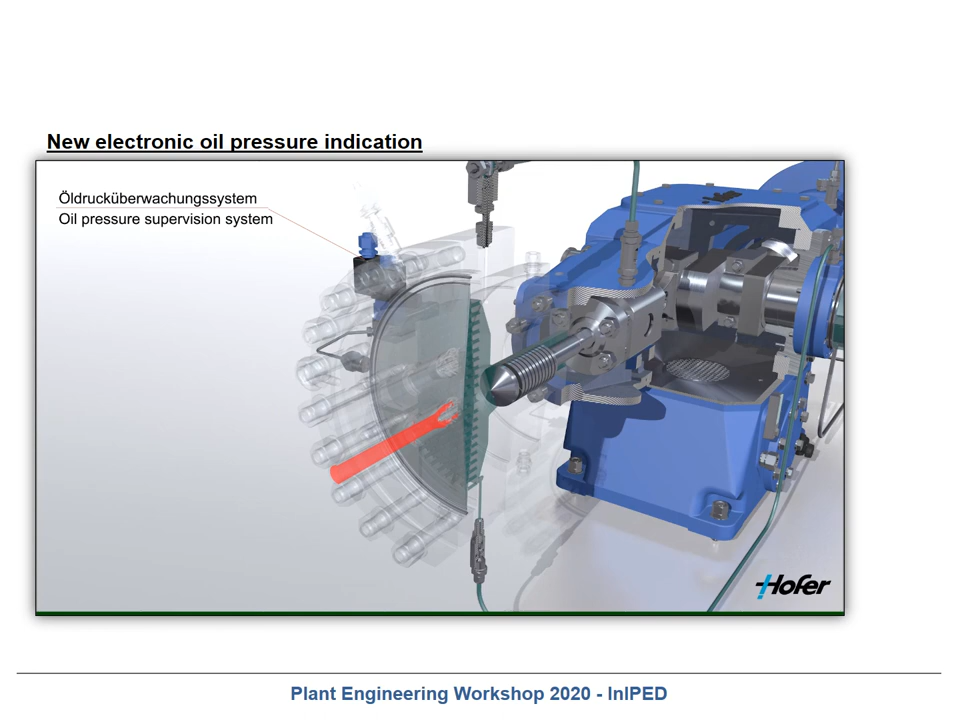 New electronic oil pressure indication
Öldrucküberwachungssystem
Oil pressure supervision system
Hofer
Plant Engineering Workshop 2020 - InIPED